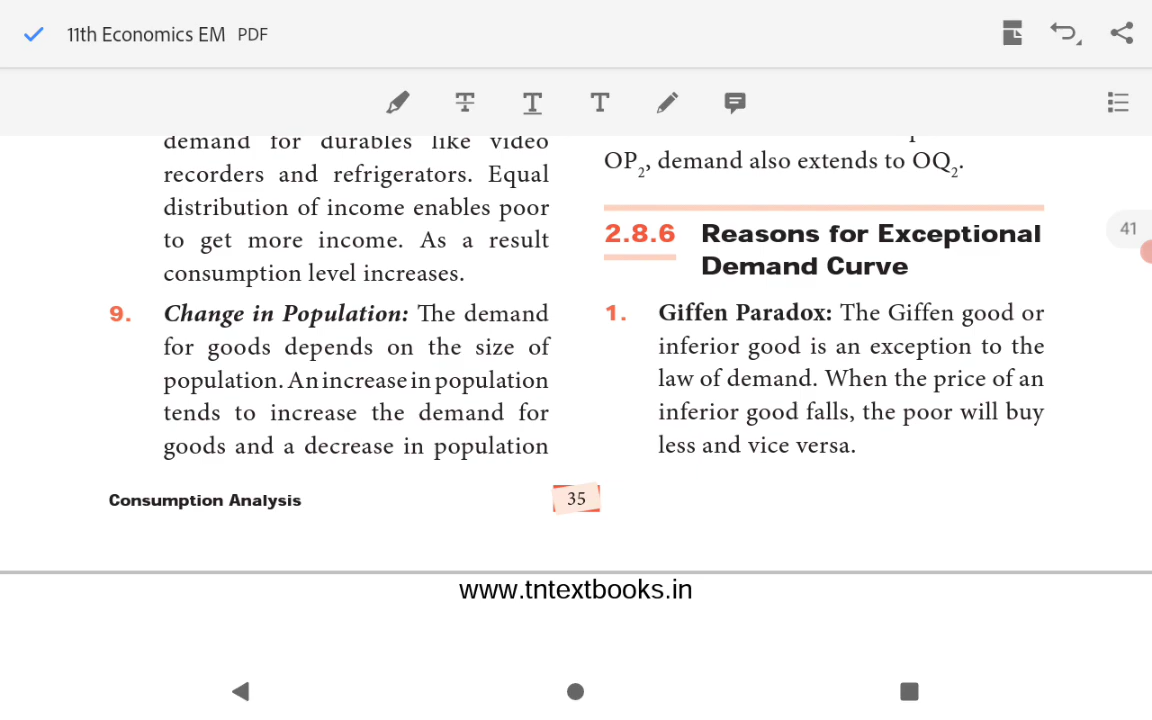 11th Economics EM PDF
demand for durables like video
recorders and refrigerators. Equal
distribution of income enables poor
to get more income. As a result
consumption level increases.
9. Change in Population: The demand
for goods depends on the size of
population. An increase in population
tends to increase the demand for
goods and a decrease in population
OP2, demand also extends to OQ2.
2.8.6 Reasons for Exceptional
Demand Curve
1. Giffen Paradox: The Giffen good or
inferior good is an exception to the
law of demand. When the price of an
inferior good falls, the poor will buy
less and vice versa.
41
Consumption Analysis
35
www.tntextbooks.in